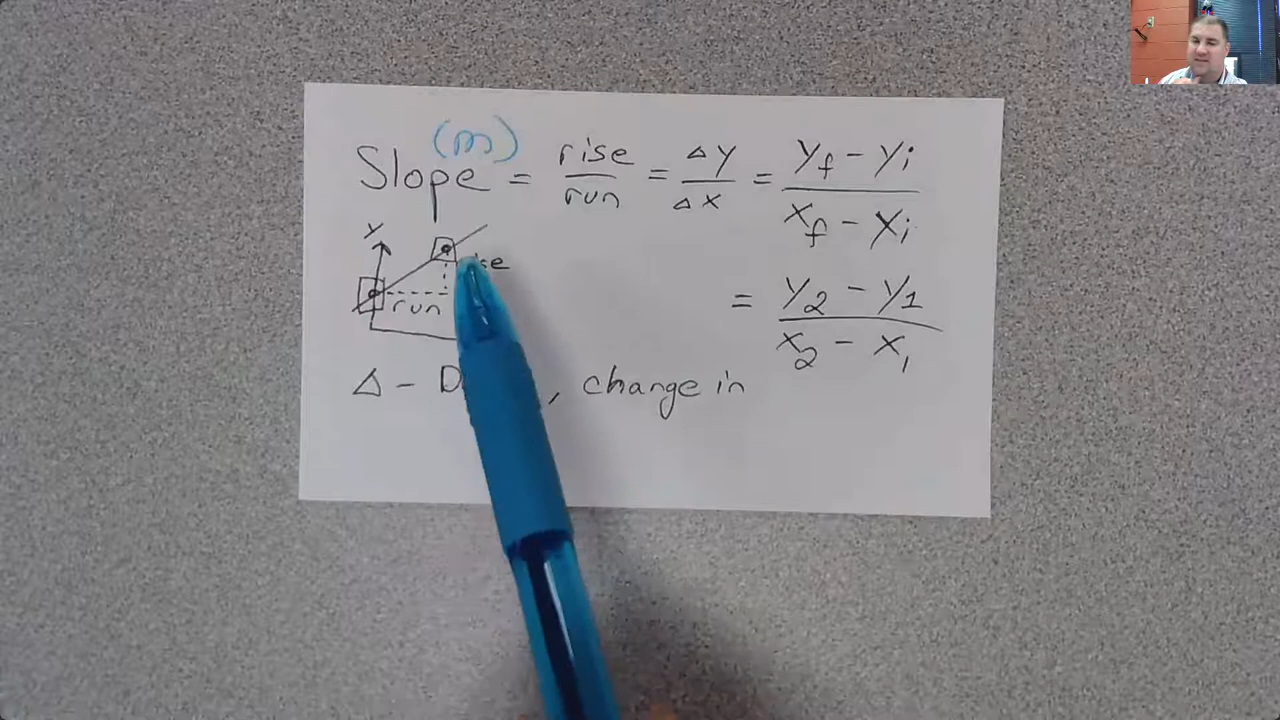 (m)
Slope = rise/run = Δy/Δx = (yf - yi)/(xf - xi)
y
run
= (y2 - y1)/(x2 - x1)
Δ - , change in